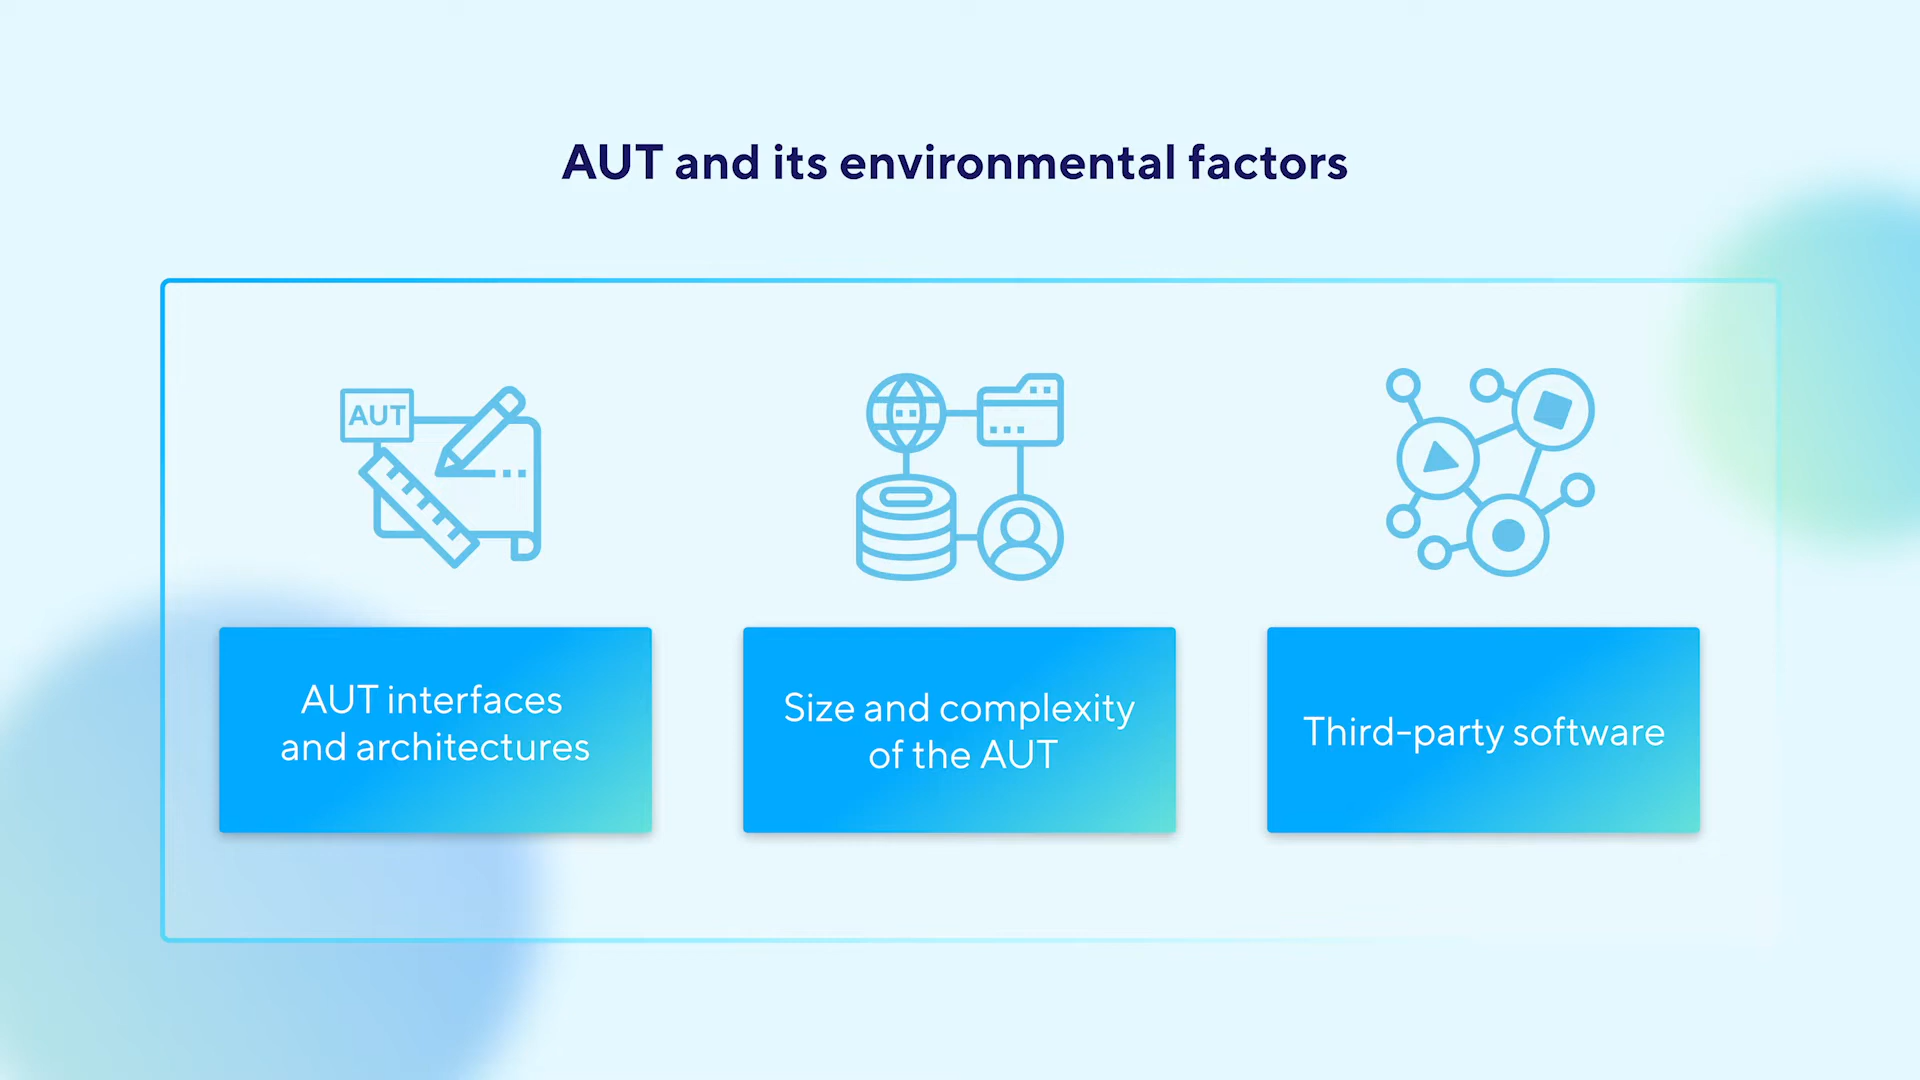 AUT and its environmental factors
AUT
AUT interfaces
and architectures
Size and complexity
of the AUT
Third-party software